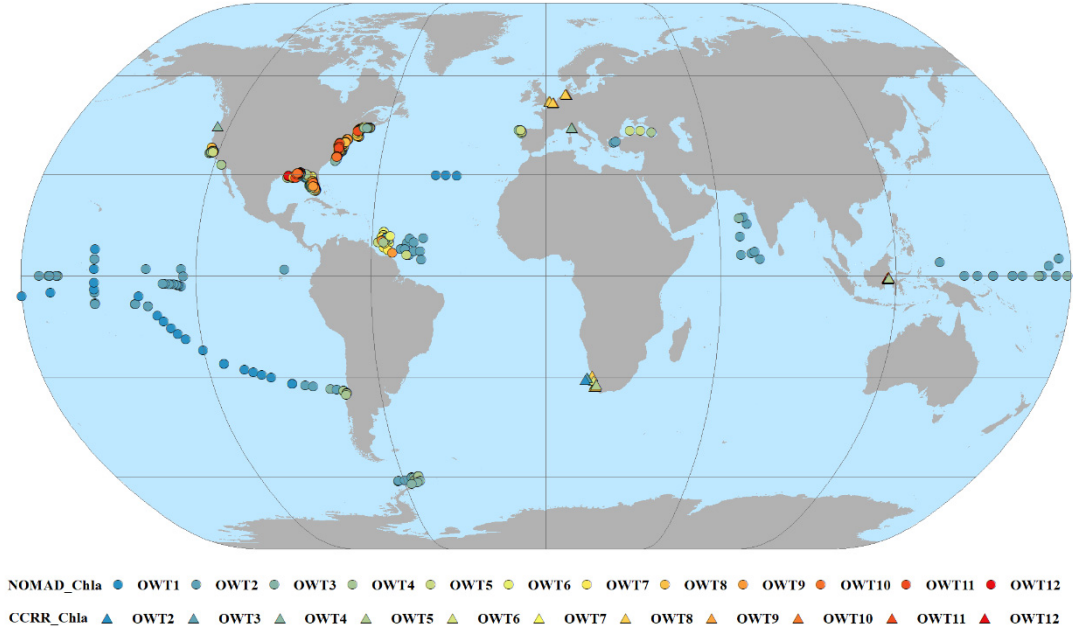 NOMAD_Chla OWT1 OWT2 OWT3 OWT4 OWT5 OWT6 OWT7 OWT8 OWT9 OWT10 OWT11 OWT12
CCRR_Chla OWT2 OWT3 OWT4 OWT5 OWT6 OWT7 OWT8 OWT9 OWT10 OWT11 OWT12